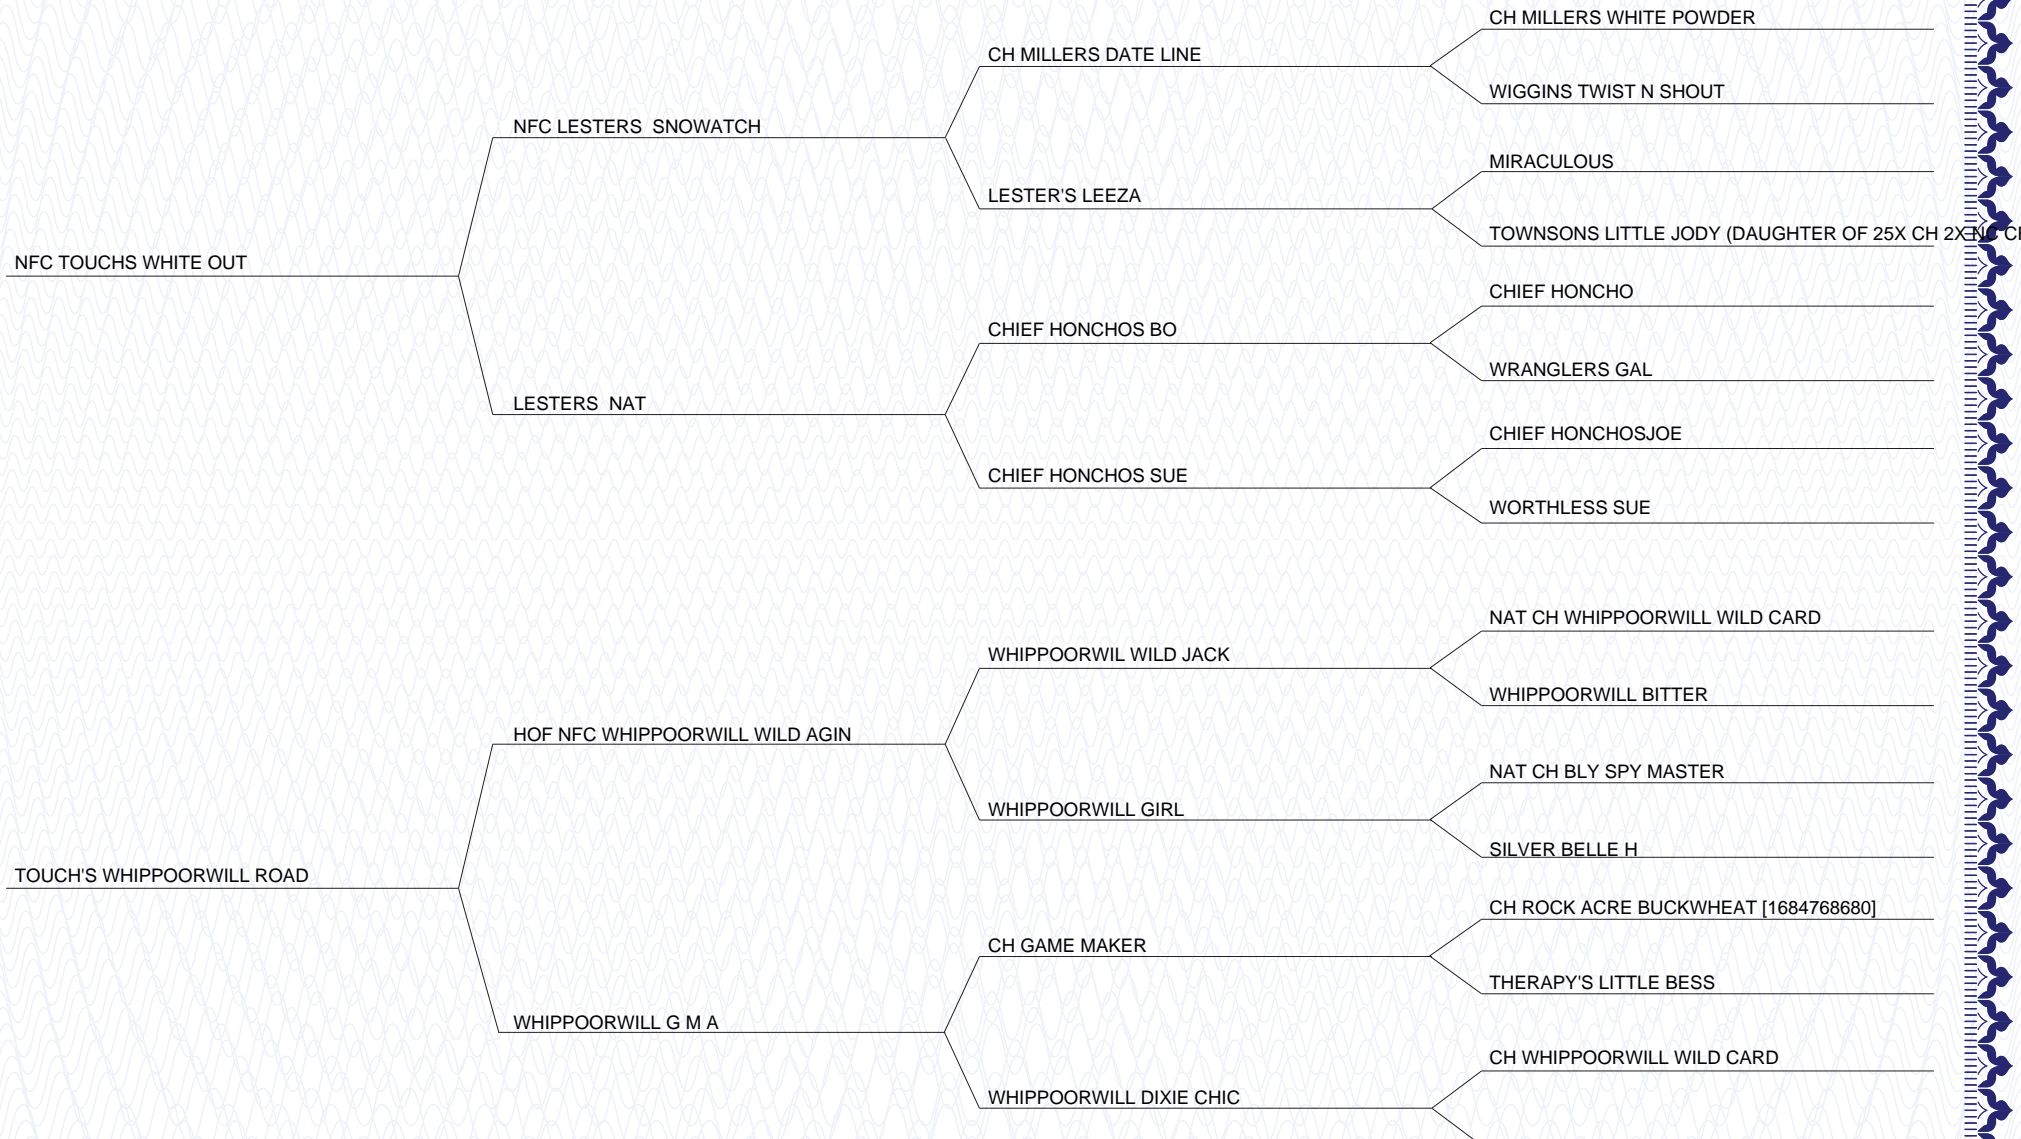 CH MILLERS WHITE POWDER
CH MILLERS DATE LINE
WIGGINS TWIST N SHOUT
NFC LESTERS  SNOWATCH
MIRACULOUS
LESTER'S LEEZA
TOWNSONS LITTLE JODY (DAUGHTER OF 25X CH 2X NC
NFC TOUCHS WHITE OUT
CHIEF HONCHO
CHIEF HONCHOS BO
WRANGLERS GAL
LESTERS  NAT
CHIEF HONCHOSJOE
CHIEF HONCHOS SUE
WORTHLESS SUE
NAT CH WHIPPOORWILL WILD CARD
WHIPPOORWIL WILD JACK
WHIPPOORWILL BITTER
HOF NFC WHIPPOORWILL WILD AGIN
NAT CH BLY SPY MASTER
WHIPPOORWILL GIRL
SILVER BELLE H
TOUCH'S WHIPPOORWILL ROAD
CH ROCK ACRE BUCKWHEAT [1684768680]
CH GAME MAKER
THERAPY'S LITTLE BESS
WHIPPOORWILL G M A
CH WHIPPOORWILL WILD CARD
WHIPPOORWILL DIXIE CHIC